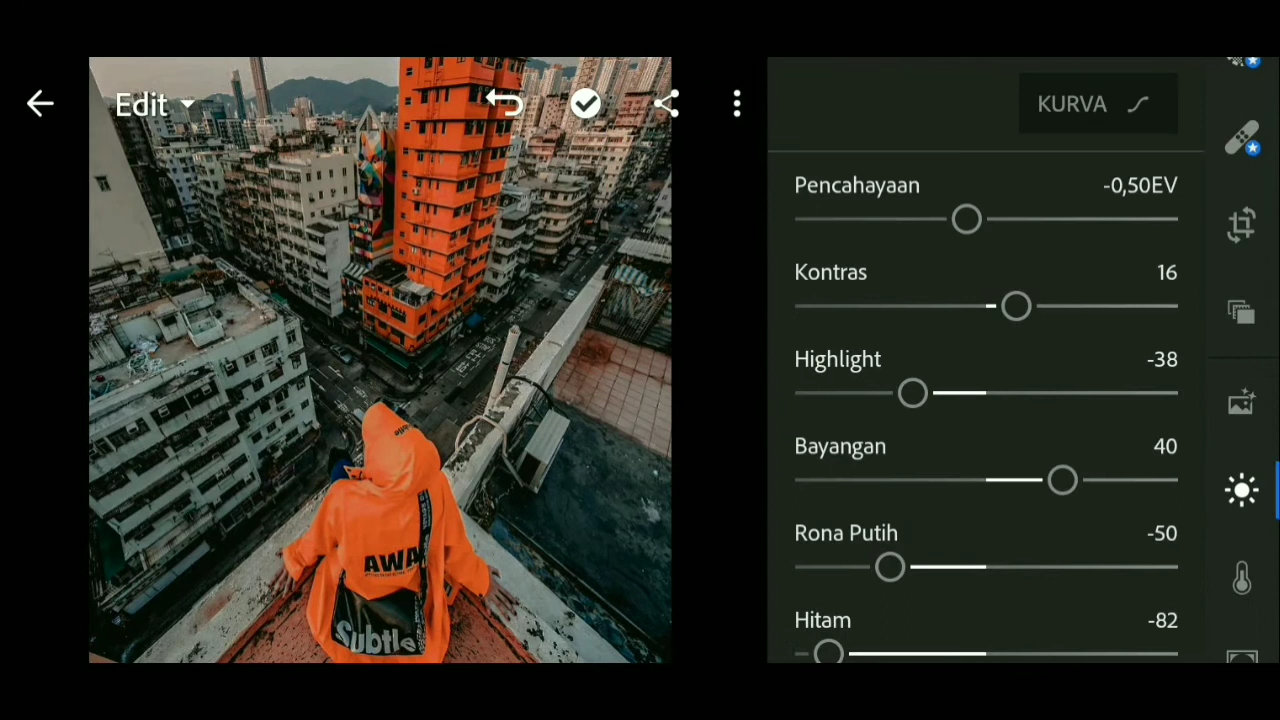 Edit
KURVA
Pencahayaan -0,50EV
Kontras 16
Highlight -38
Bayangan 40
Rona Putih -50
Hitam -82
AWA
Subtle